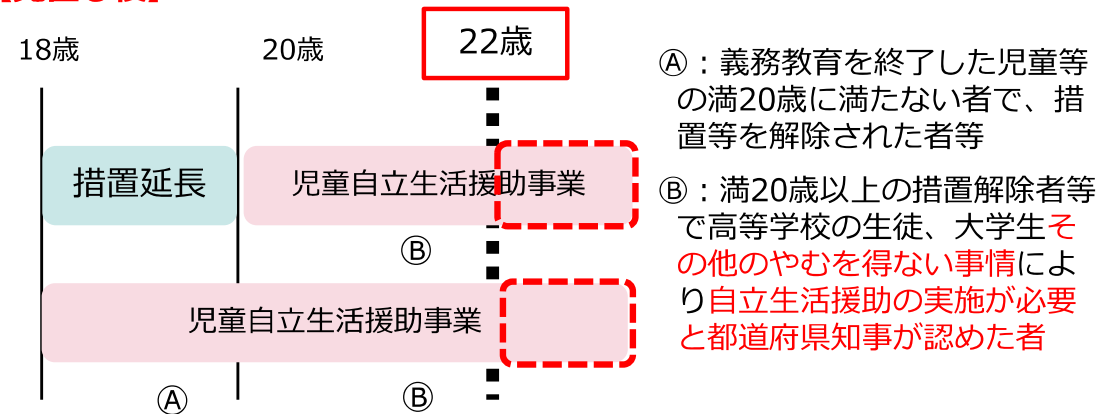 18歳
20歳
22歳
措置延長
児童自立生活援助事業
Ⓑ
児童自立生活援助事業
Ⓐ
Ⓑ
Ⓐ：義務教育を終了した児童等
の満20歳に満たない者で、措
置等を解除された者等
Ⓑ：満20歳以上の措置解除者等
で高等学校の生徒、大学生そ
の他のやむを得ない事情によ
り自立生活援助の実施が必要
と都道府県知事が認めた者